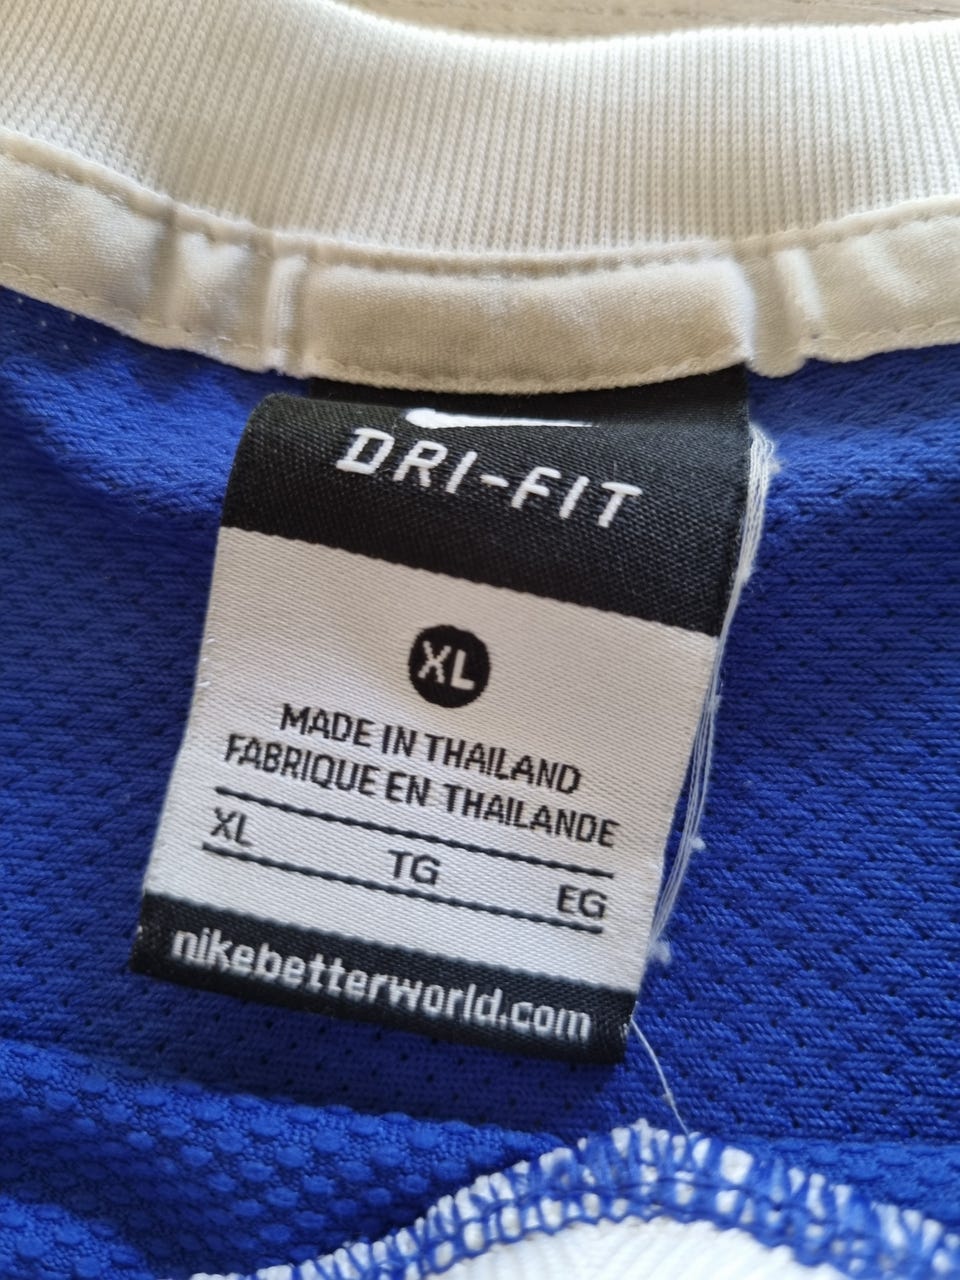 DRI-FIT
XL
MADE IN THAILAND
FABRIQUE EN THAILANDE
XL TG EG
nikebetterworld.com